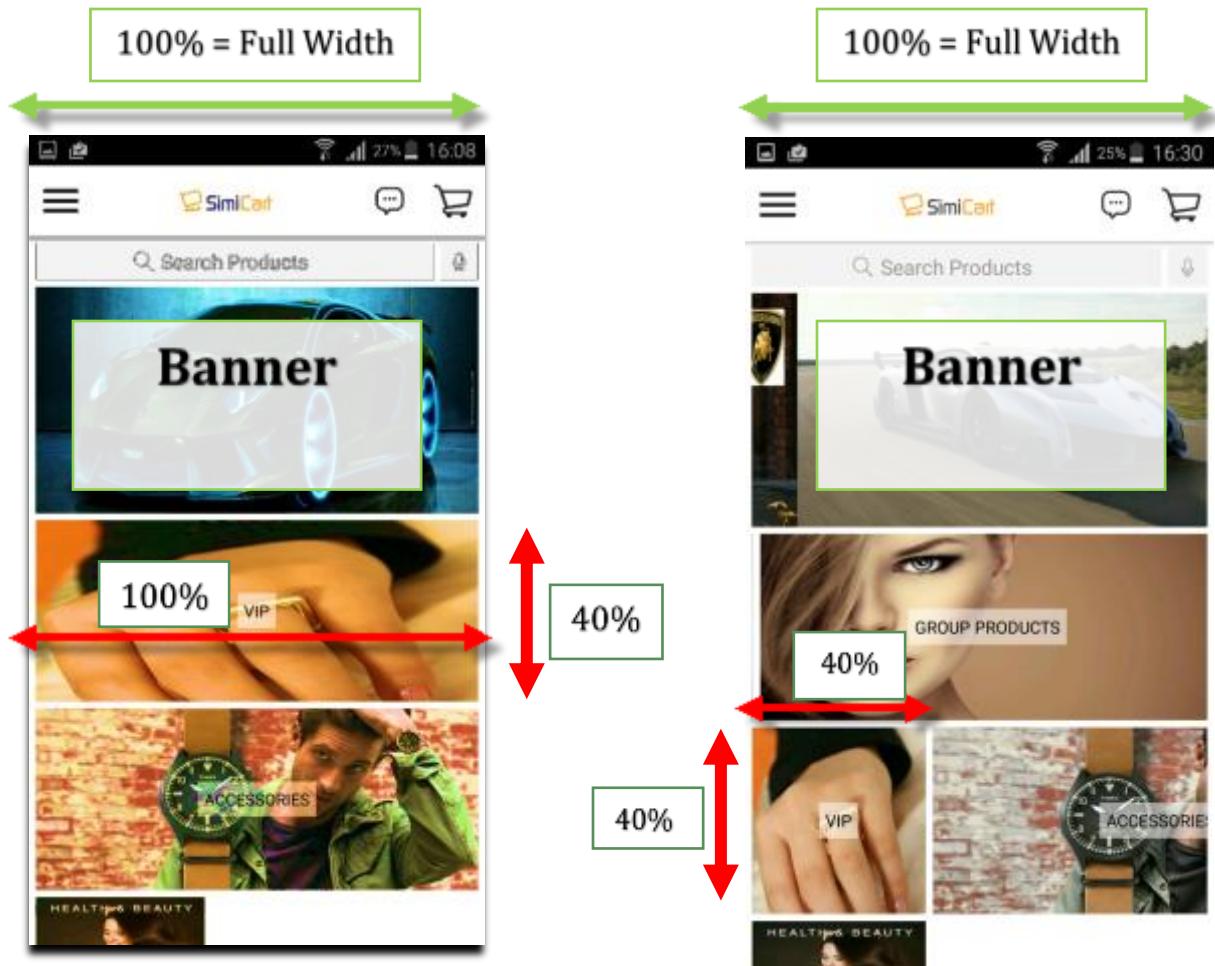 100% = Full Width
27% 16:08
SimiCart
Search Products
Banner
100%
VIP
40%
ACCESSORIES
HEALTH & BEAUTY
100% = Full Width
25% 16:30
SimiCart
Search Products
Banner
GROUP PRODUCTS
40%
40%
VIP
ACCESSORIE
HEALTH & BEAUTY